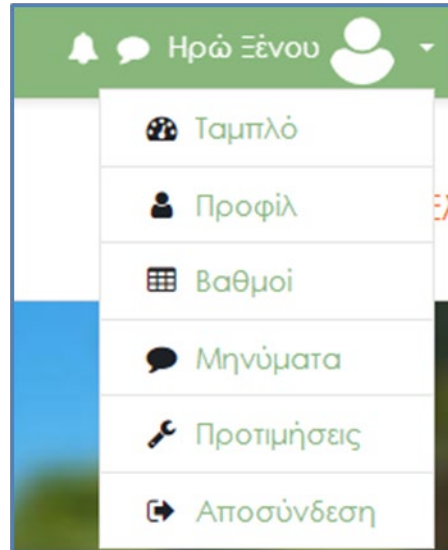 Ηρώ Ξένου
Ταμπλό
Προφίλ
Βαθμοί
Μηνύματα
Προτιμήσεις
Αποσύνδεση